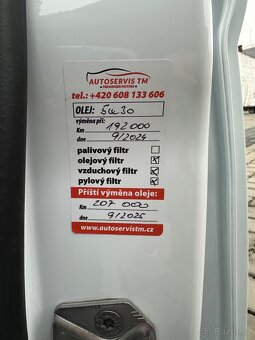 AUTOSERVIS TM
tel.: +420 608 133 606
OLEJ: 5w30
výměna při:
Km 192 000
dne 9/2024
palivový filtr
olejový filtr
vzduchový filtr
pylový filtr
Příští výměna oleje:
Km 207 000
dne 9/2025
www.autoservistm.cz